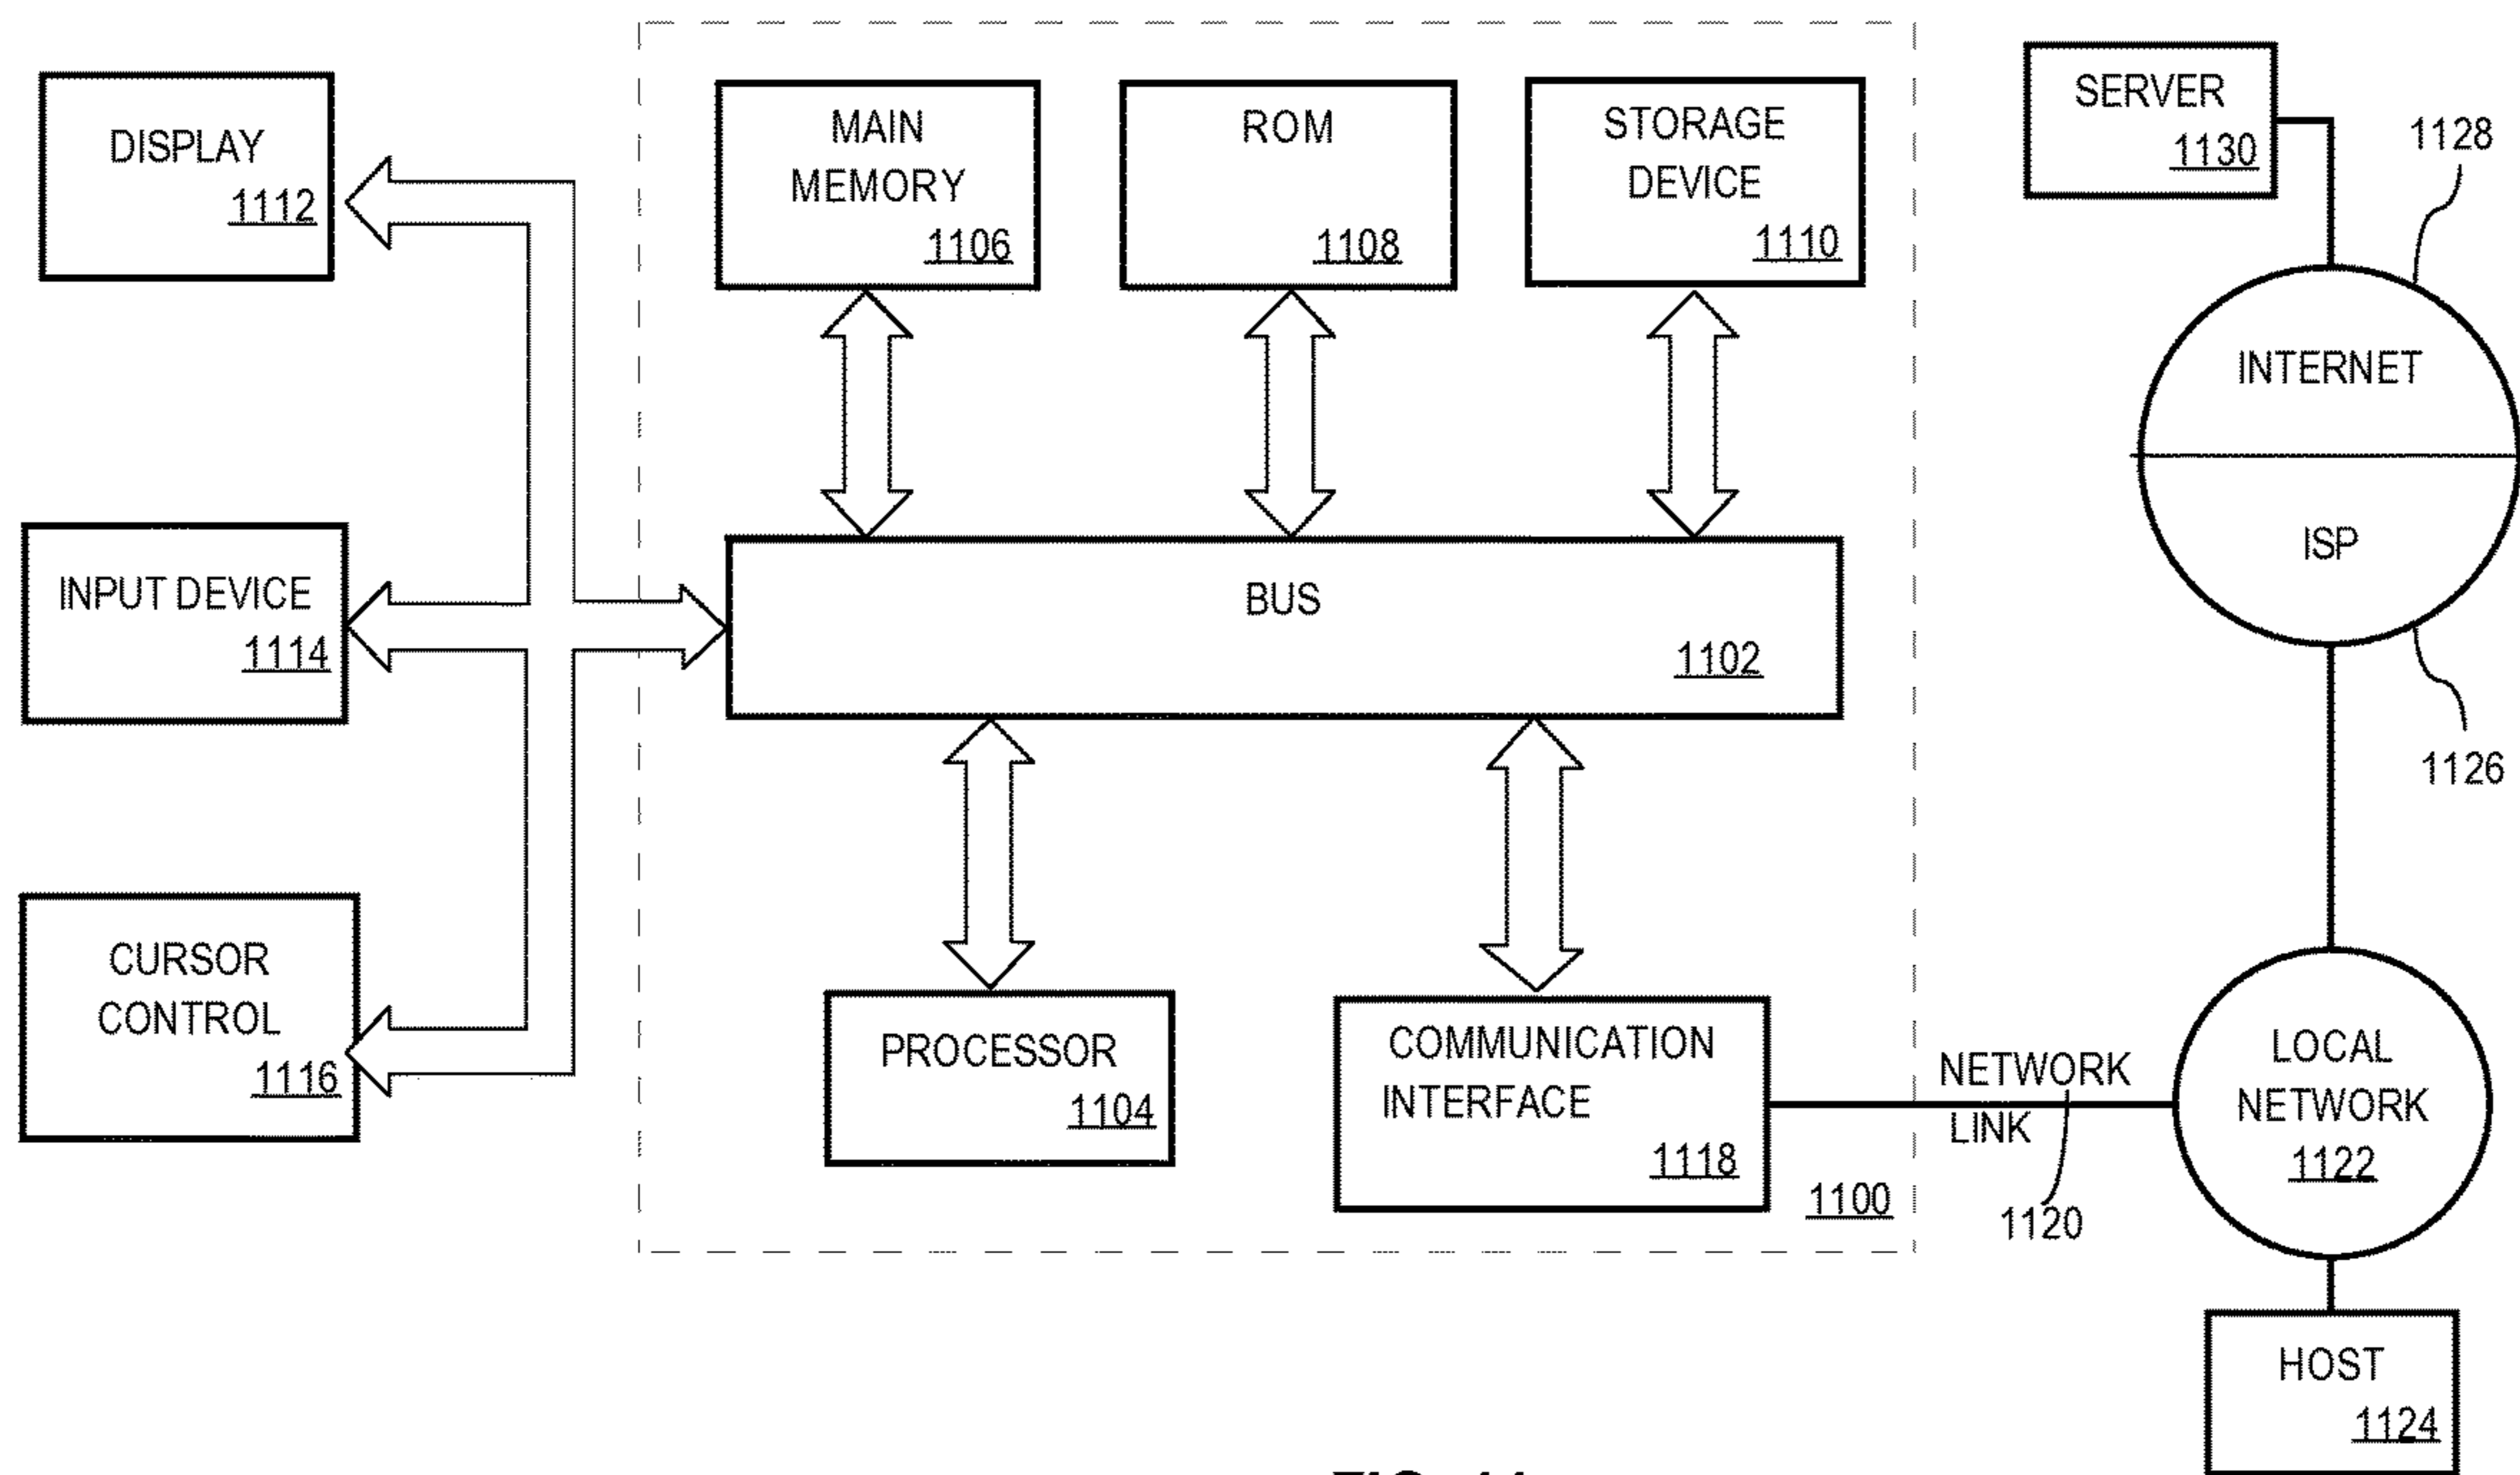 DISPLAY
1112
INPUT DEVICE
1114
CURSOR
CONTROL
1116
MAIN
MEMORY
1106
ROM
1108
STORAGE
DEVICE
1110
BUS
1102
PROCESSOR
1104
COMMUNICATION
INTERFACE
1118
1100
SERVER
1130
1128
INTERNET
ISP
1126
NETWORK
LINK
1120
LOCAL
NETWORK
1122
HOST
1124